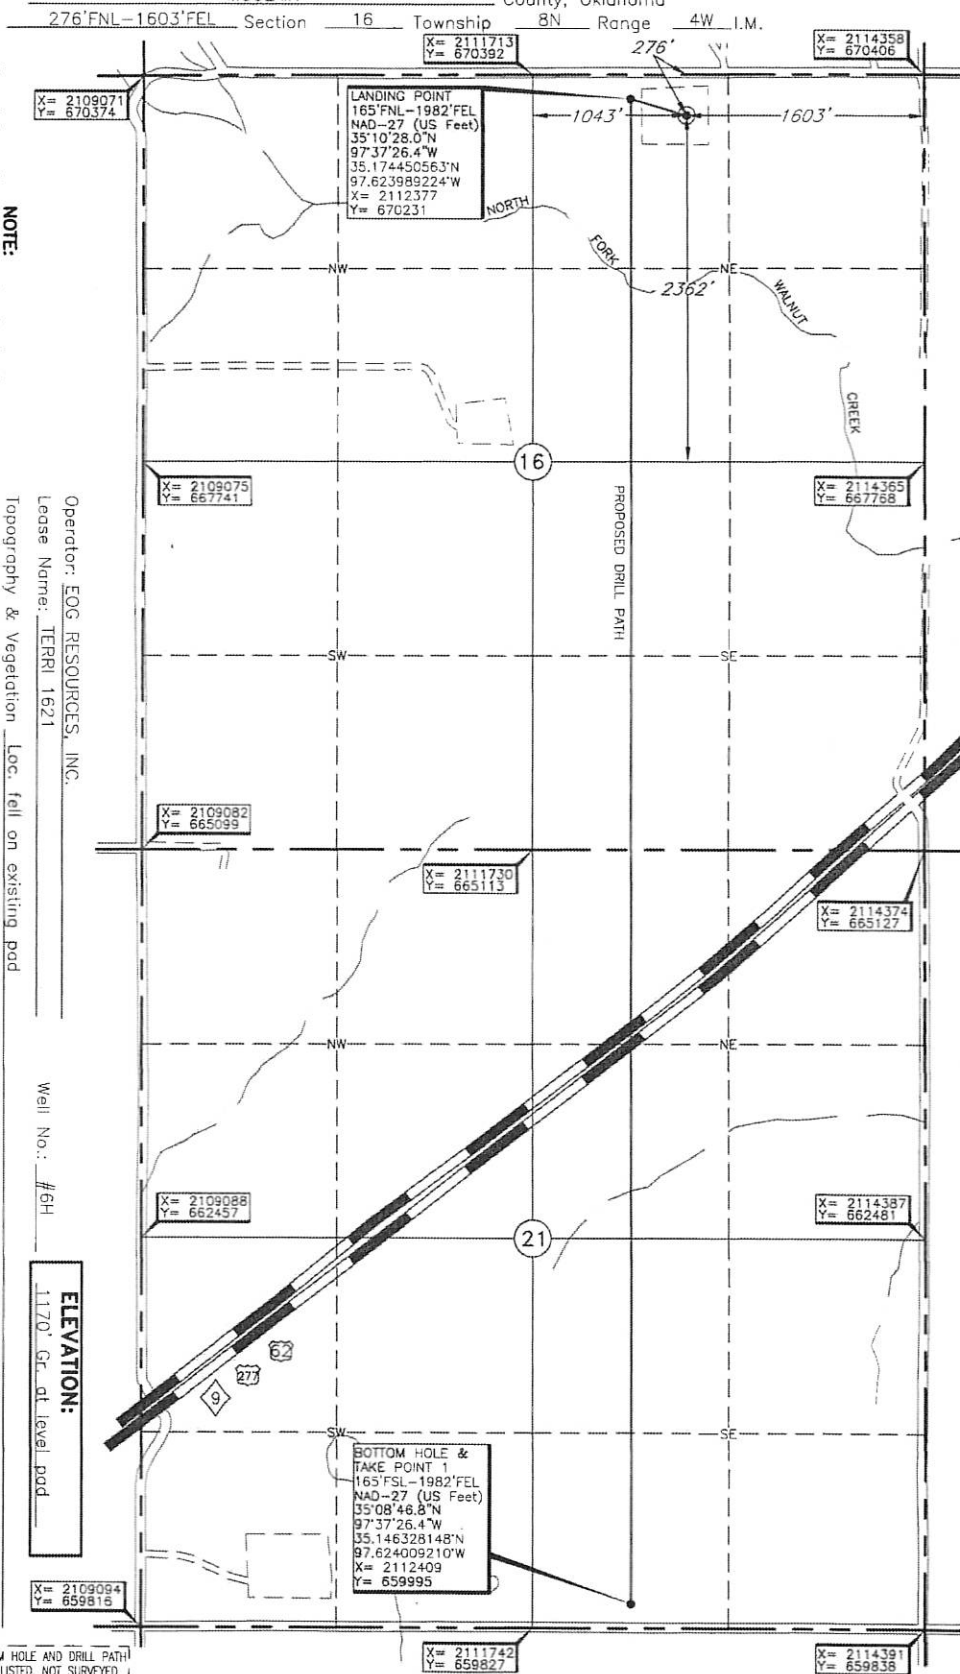 County, Oklahoma
276'FNL-1603'FEL Section 16 Township 8N Range 4W I.M.
X= 2111713
Y= 670392
276'
X= 2114358
Y= 670406
X= 2109071
Y= 670374
LANDING POINT
165'FNL-1982'FEL
NAD-27 (US Feet)
35°10'28.0"N
97°37'26.4"W
35.174450563°N
97.623989224°W
X= 2112377
Y= 670231
1043'
1603'
NORTH
FORK
WALNUT
CREEK
NW
NE
2362'
16
X= 2109075
Y= 667741
X= 2114365
Y= 667768
PROPOSED DRILL PATH
SW
SE
X= 2109082
Y= 665099
X= 2111730
Y= 665113
X= 2114374
Y= 665127
NW
NE
X= 2109088
Y= 662457
X= 2114387
Y= 662481
21
62
277
9
SW
SE
BOTTOM HOLE &
TAKE POINT 1
165'FSL-1982'FEL
NAD-27 (US Feet)
35°08'46.8"N
97°37'26.4"W
35.146328148°N
97.624009210°W
X= 2112409
Y= 659995
X= 2109094
Y= 659816
X= 2111742
Y= 659827
X= 2114391
Y= 659838
NOTE:
Operator: EOG RESOURCES, INC.
Lease Name: TERRI 1621
Well No.: #6H
Topography & Vegetation Loc. fell on existing pad
ELEVATION:
1170' Gr. at level pad
HOLE AND DRILL PATH
LISTED, NOT SURVEYED